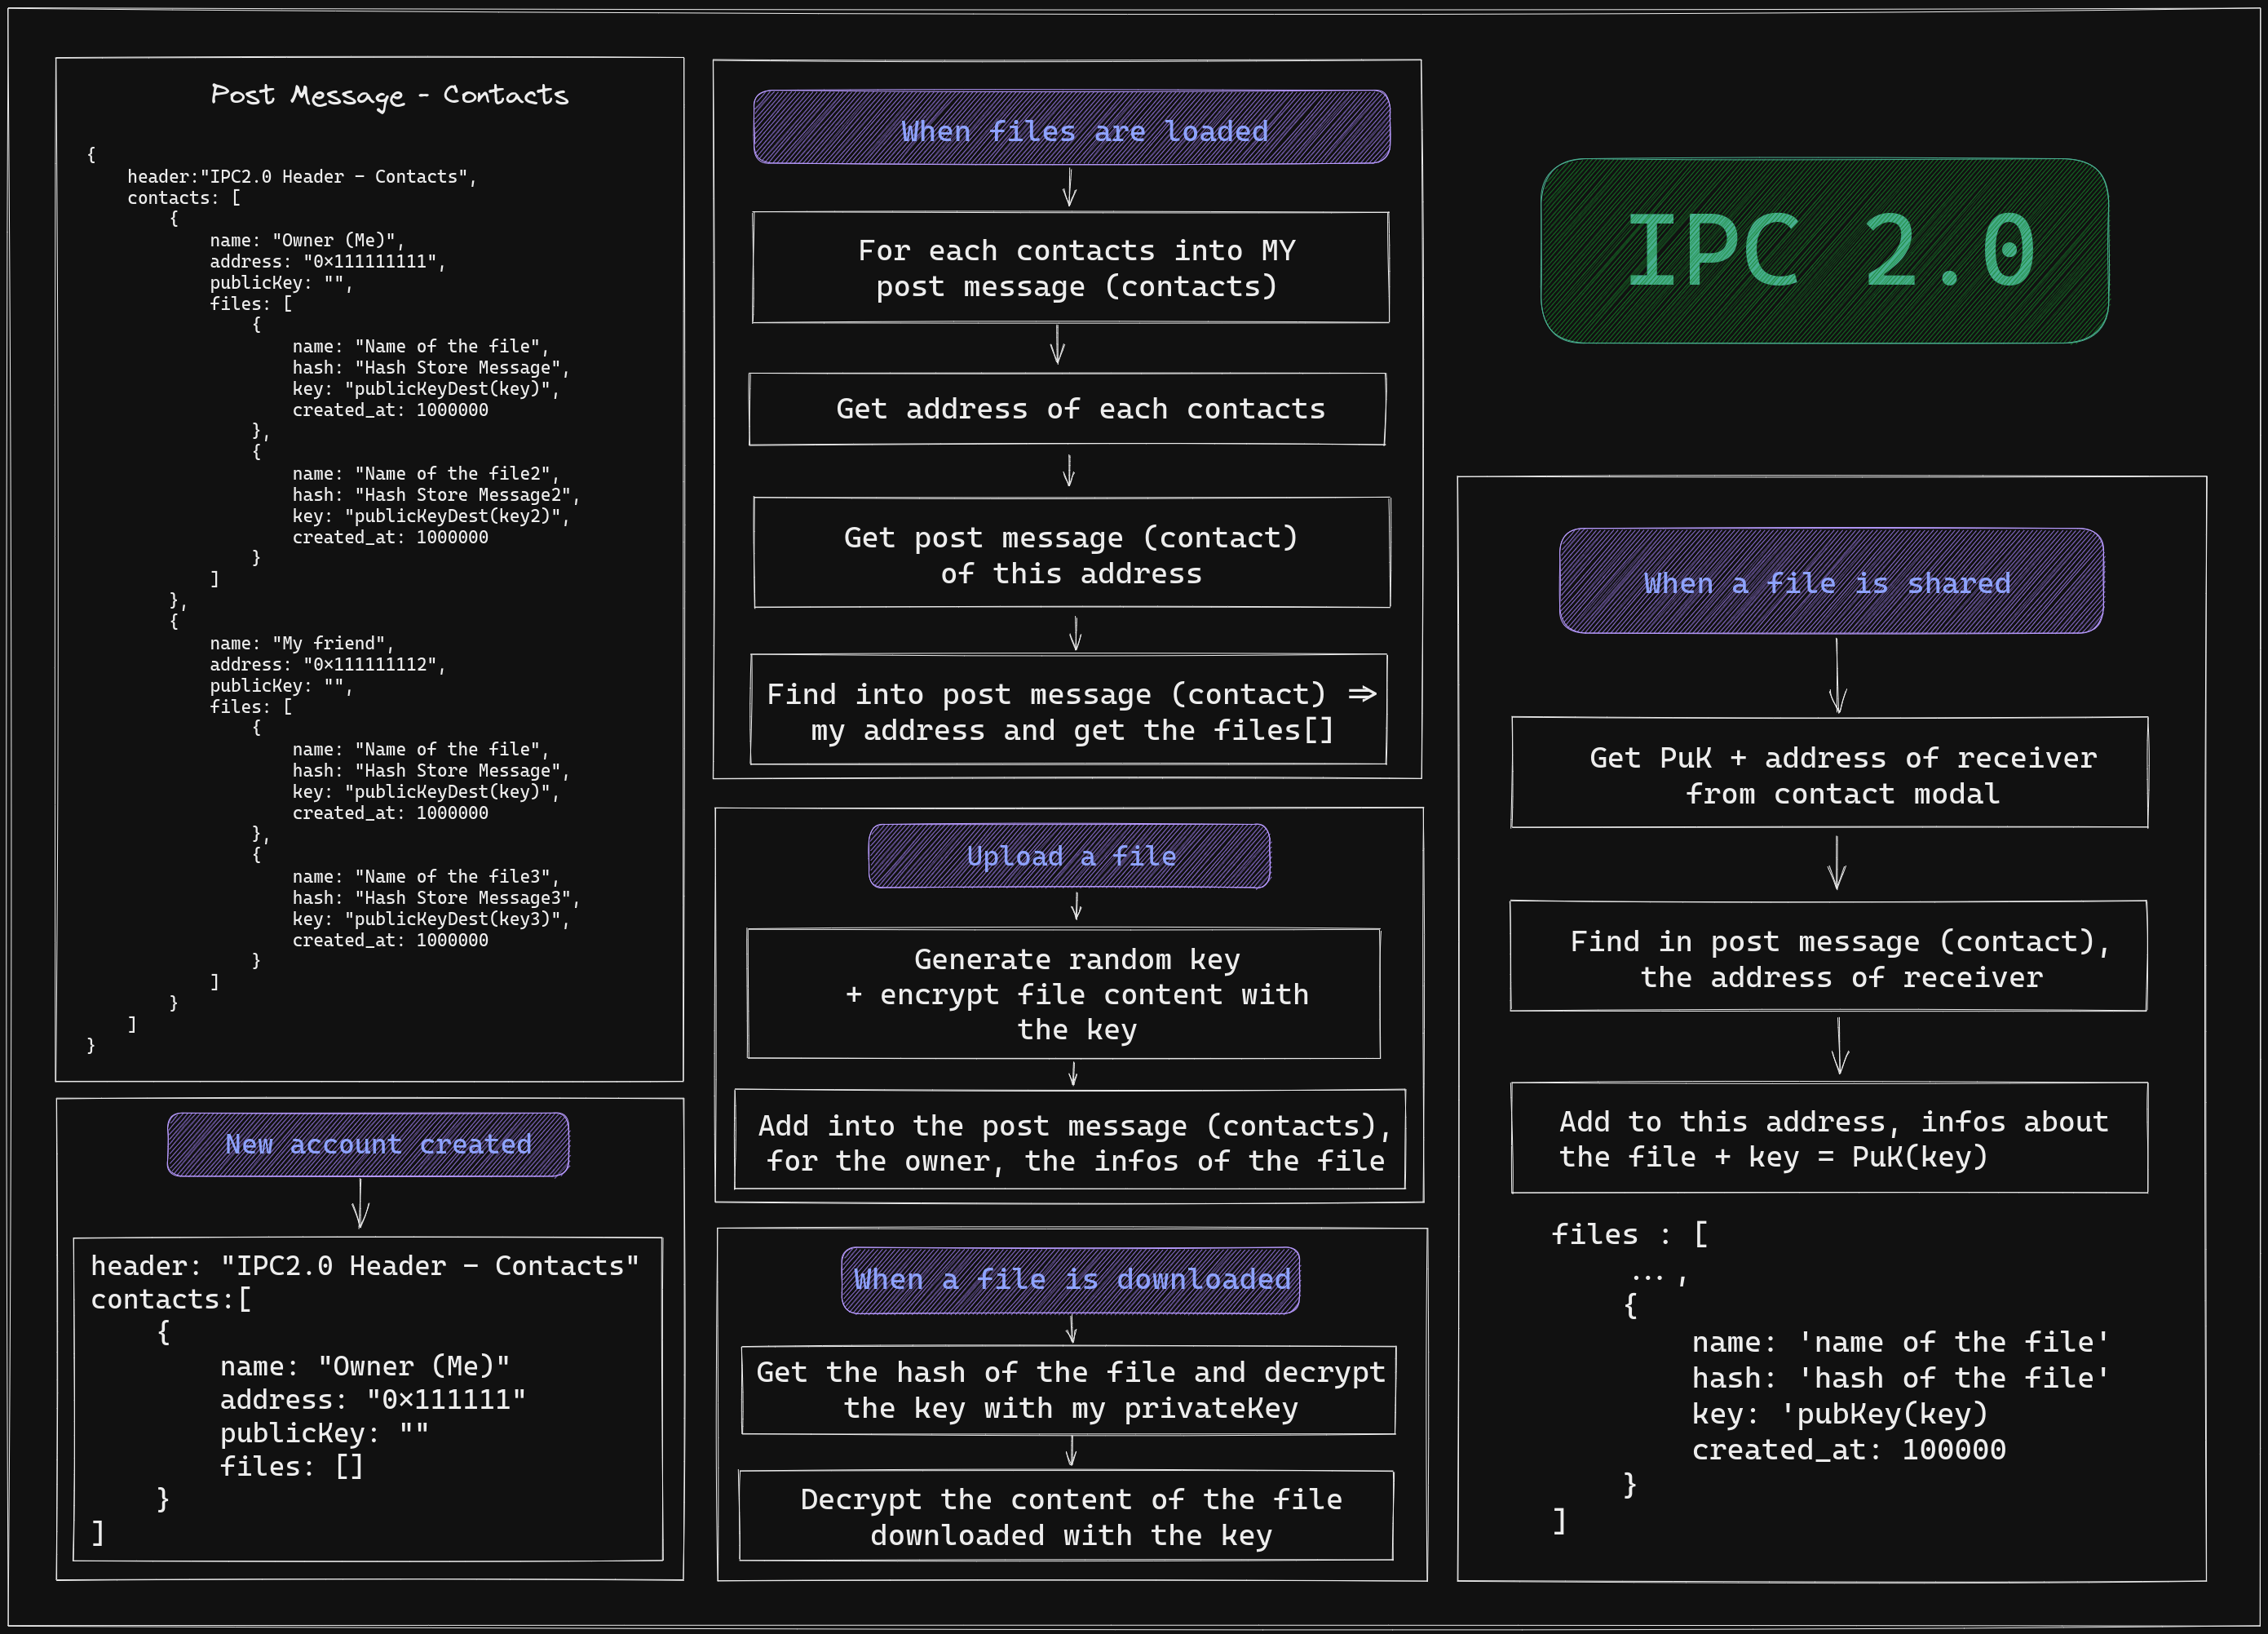 Post Message - Contacts
{
header:"IPC2.0 Header – Contacts",
contacts: [
{
name: "Owner (Me)",
address: "0×111111111",
publicKey: "",
files: [
{
name: "Name of the file",
hash: "Hash Store Message",
key: "publicKeyDest(key)",
created_at: 1000000
},
{
name: "Name of the file2",
hash: "Hash Store Message2",
key: "publicKeyDest(key2)",
created_at: 1000000
}
]
},
{
name: "My friend",
address: "0×111111112",
publicKey: "",
files: [
{
name: "Name of the file",
hash: "Hash Store Message",
key: "publicKeyDest(key)",
created_at: 1000000
},
{
name: "Name of the file3",
hash: "Hash Store Message3",
key: "publicKeyDest(key3)",
created_at: 1000000
}
]
}
]
}
New account created
header: "IPC2.0 Header – Contacts"
contacts:[
{
name: "Owner (Me)"
address: "0×111111"
publicKey: ""
files: []
}
]
When files are loaded
For each contacts into MY
post message (contacts)
Get address of each contacts
Get post message (contact)
of this address
Find into post message (contact) ⇒
my address and get the files[]
Upload a file
Generate random key
+ encrypt file content with
the key
Add into the post message (contacts),
for the owner, the infos of the file
When a file is downloaded
Get the hash of the file and decrypt
the key with my privateKey
Decrypt the content of the file
downloaded with the key
IPC 2.0
When a file is shared
Get PuK + address of receiver
from contact modal
Find in post message (contact),
the address of receiver
Add to this address, infos about
the file + key = PuK(key)
files : [
...,
{
name: 'name of the file'
hash: 'hash of the file'
key: 'pubKey(key)
created_at: 100000
}
]